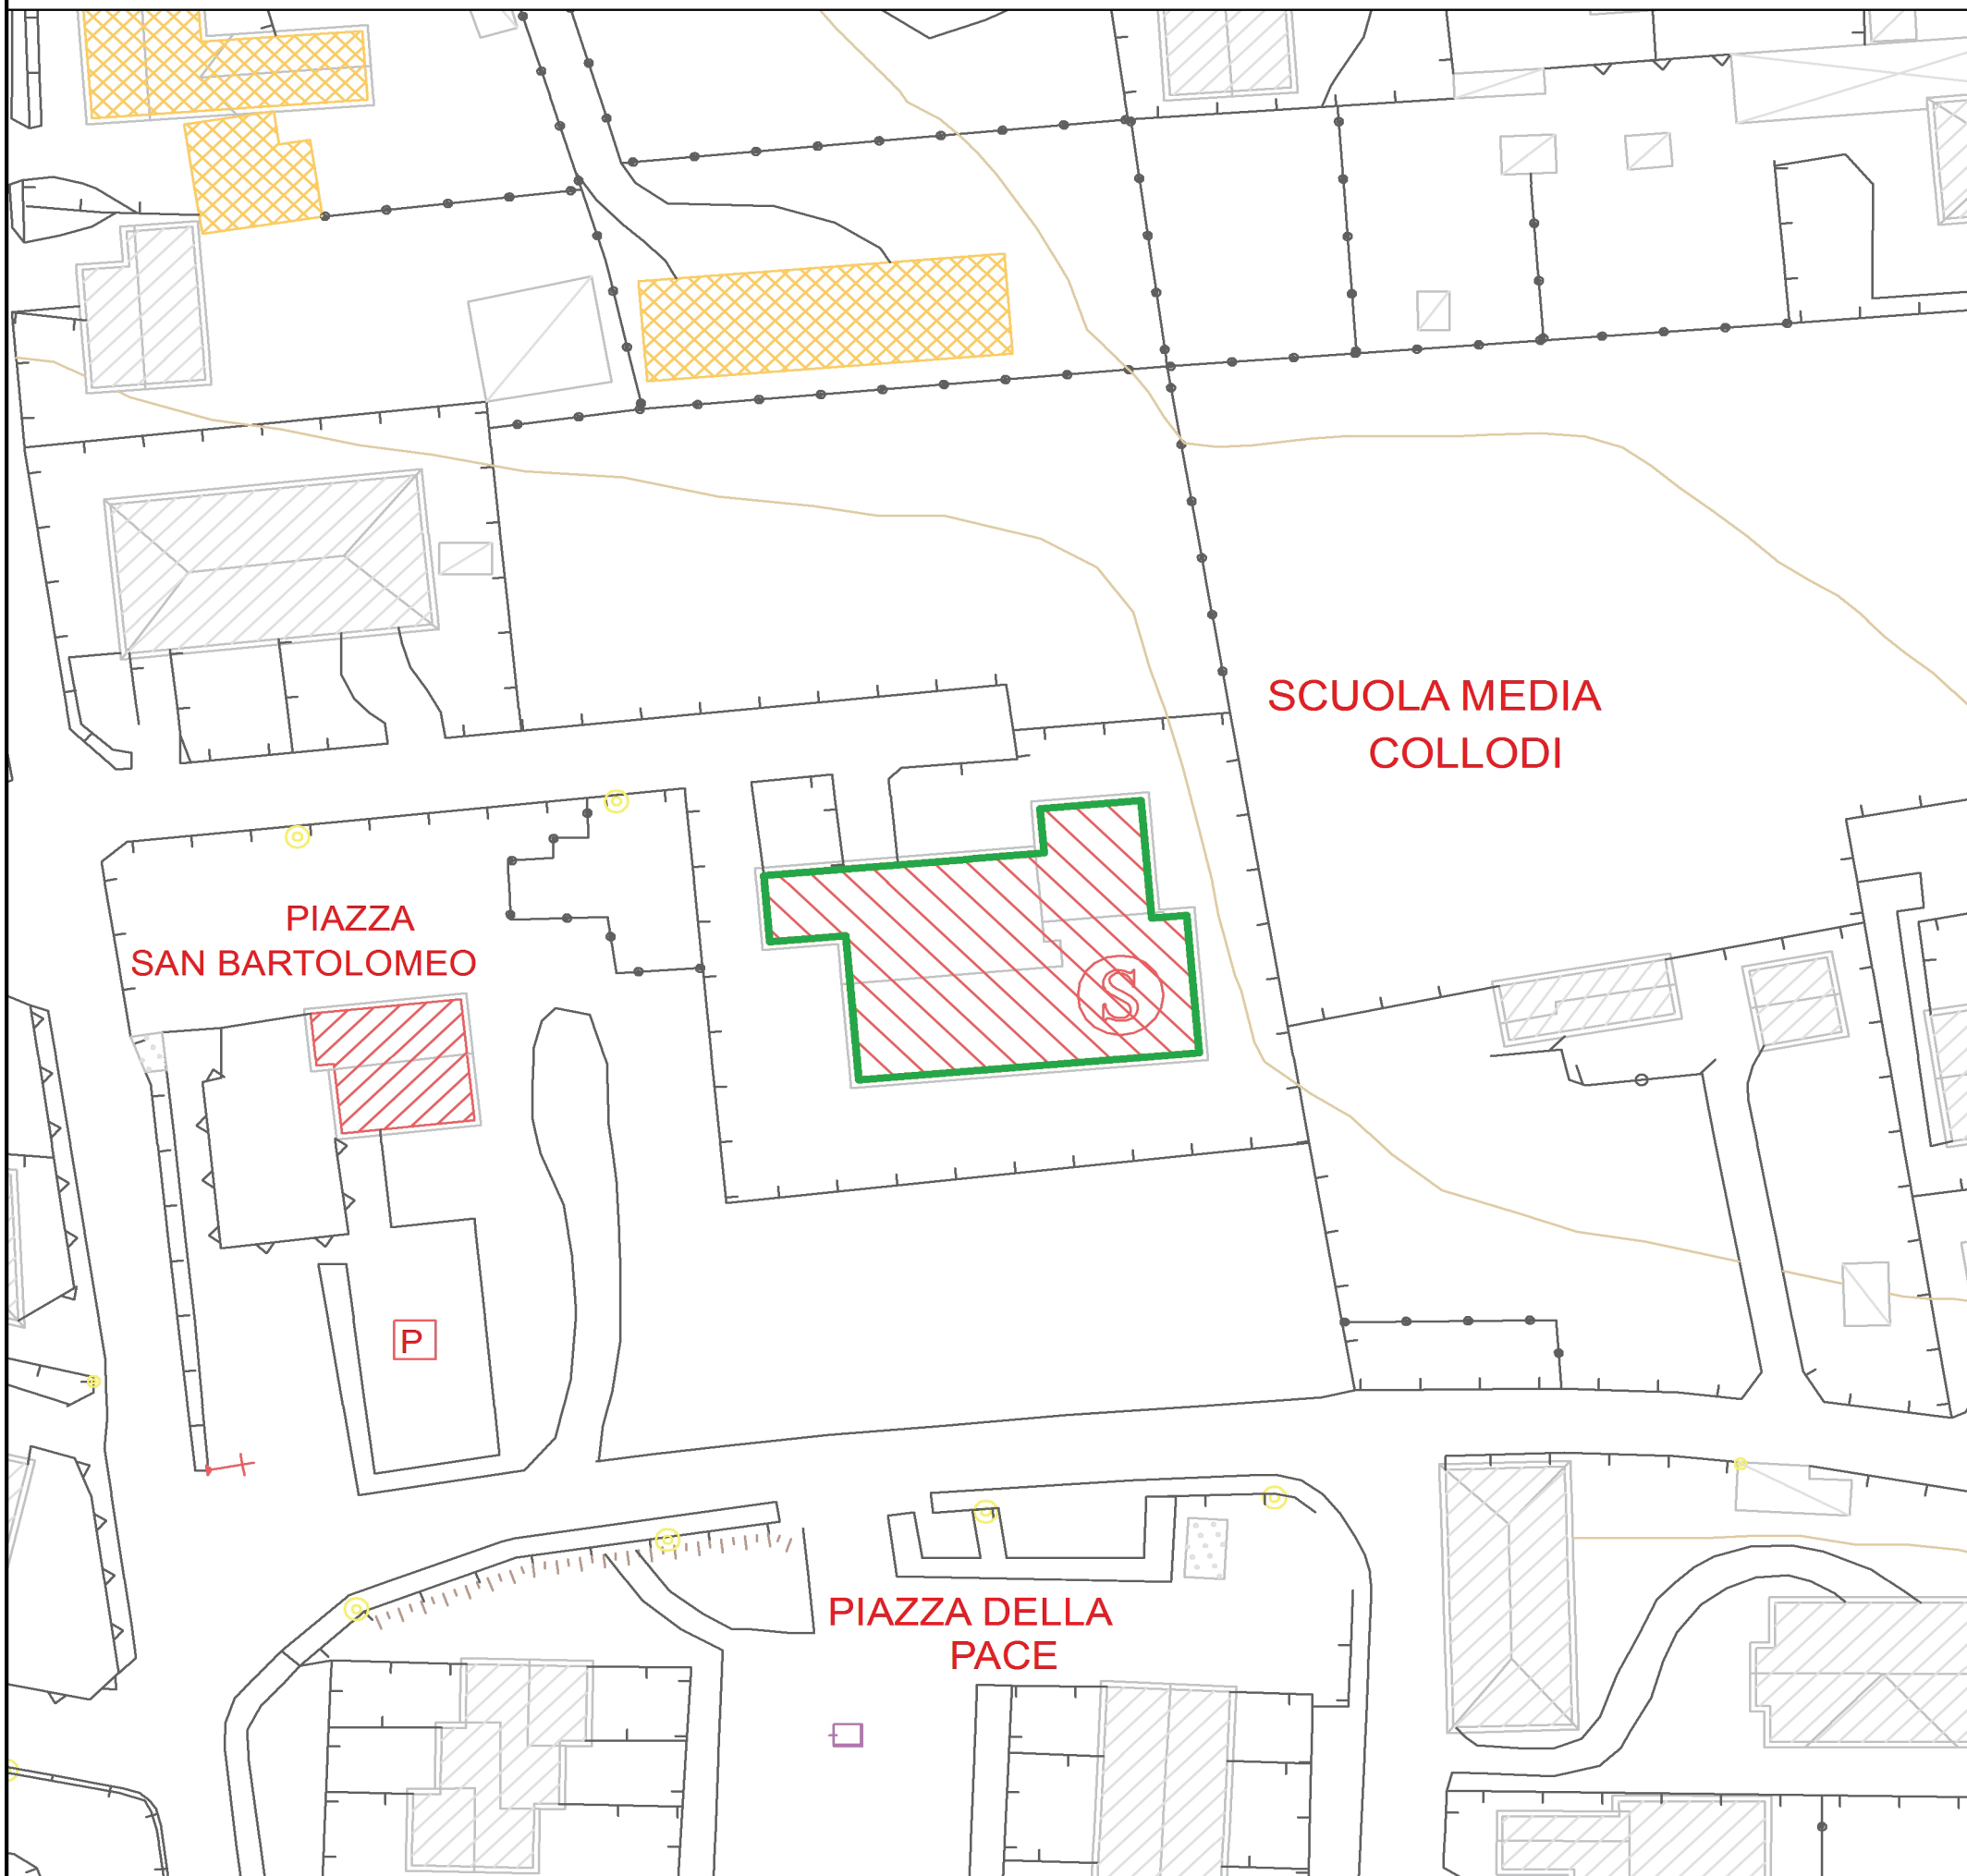 SCUOLA MEDIA
COLLODI
PIAZZA
SAN BARTOLOMEO
S
P
PIAZZA DELLA
PACE